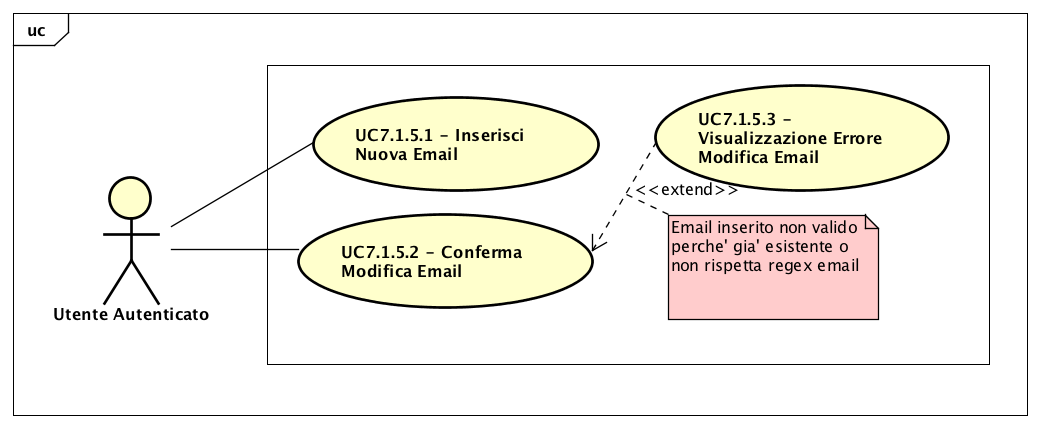 uc
UC7.1.5.1 - Inserisci
Nuova Email
UC7.1.5.3 -
Visualizzazione Errore
Modifica Email
<<extend>>
UC7.1.5.2 - Conferma
Modifica Email
Email inserito non valido
perche' gia' esistente o
non rispetta regex email
Utente Autenticato